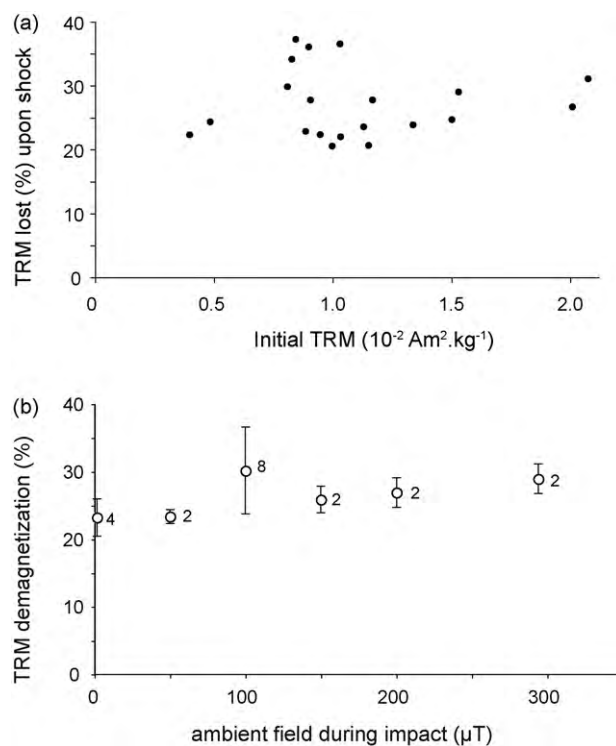 (a)
40
30
20
10
0
TRM lost (%) upon shock
0 0.5 1.0 1.5 2.0
Initial TRM (10⁻² Am².kg⁻¹)
(b)
40
30
20
10
0
TRM demagnetization (%)
4 2 8 2 2 2
0 100 200 300
ambient field during impact (µT)